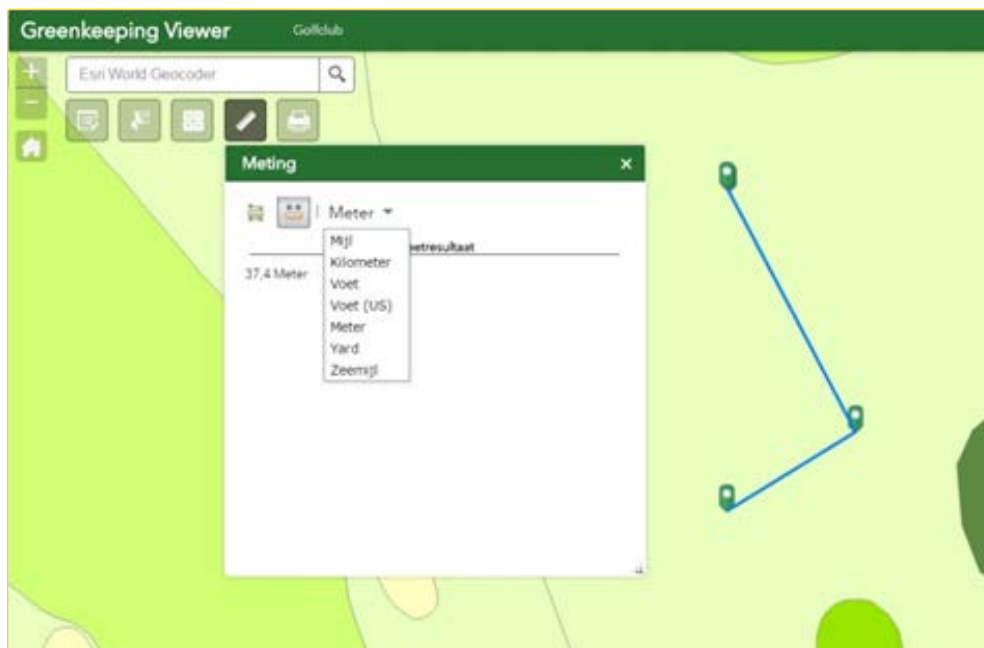 Greenkeeping Viewer Golfclub
Esri World Geocoder
Meting
Meter
Mijl
etresultaat
Kilometer
37,4 Meter
Voet
Voet (US)
Meter
Yard
Zeemijl